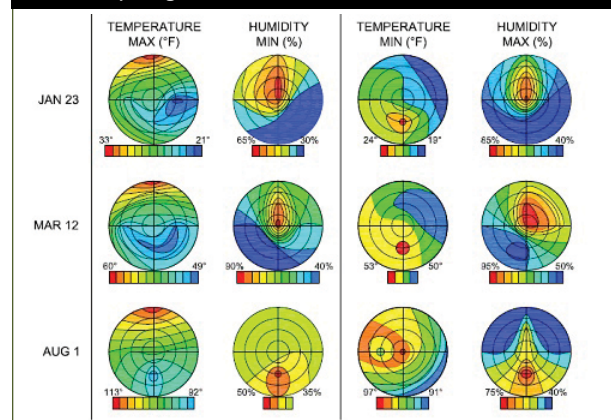 TEMPERATURE MAX (°F)
HUMIDITY MIN (%)
TEMPERATURE MIN (°F)
HUMIDITY MAX (%)
JAN 23
33° 21°
65% 30%
24° 19°
85% 40%
MAR 12
60° 49°
90% 40%
53° 50°
95% 50%
AUG 1
113° 92°
50% 35%
97° 91°
75% 40%